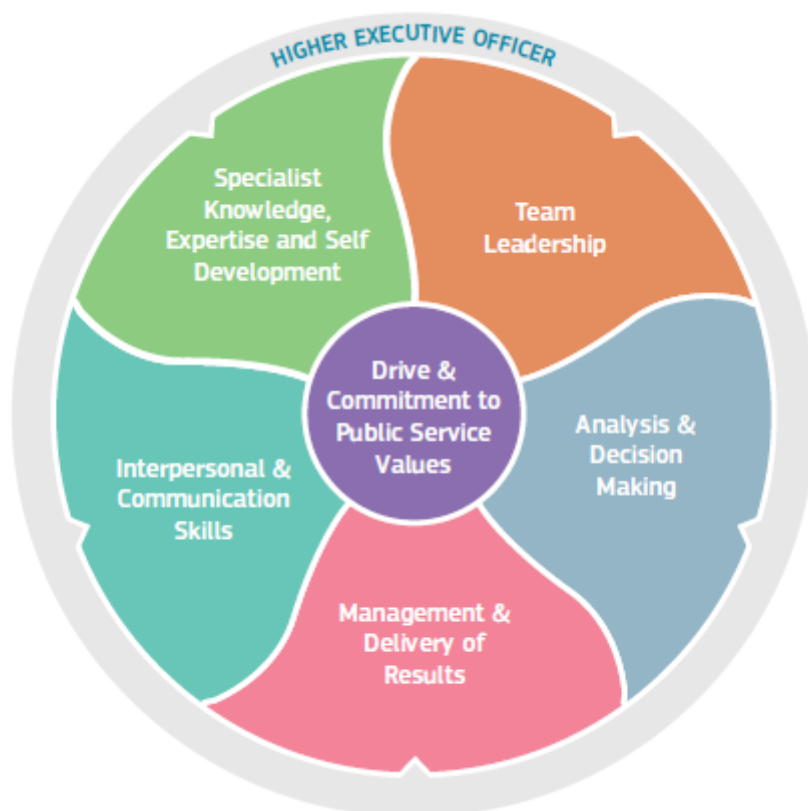 HIGHER EXECUTIVE OFFICER
Specialist
Knowledge,
Expertise and Self
Development
Team
Leadership
Drive &
Commitment to
Public Service
Values
Analysis &
Decision
Making
Interpersonal &
Communication
Skills
Management &
Delivery of
Results